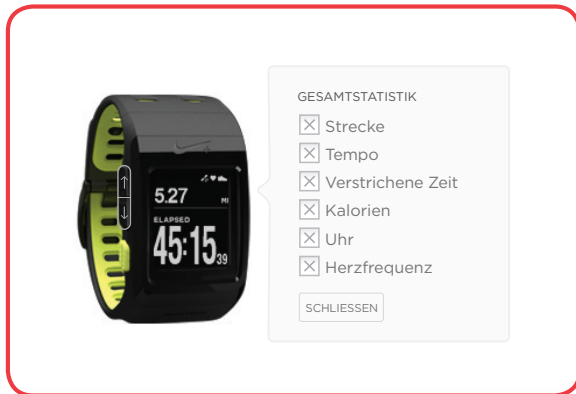 5.27
MI
ELAPSED
45:15
39
GESAMTSTATISTIK
Strecke
Tempo
Verstrichene Zeit
Kalorien
Uhr
Herzfrequenz
SCHLIESSEN